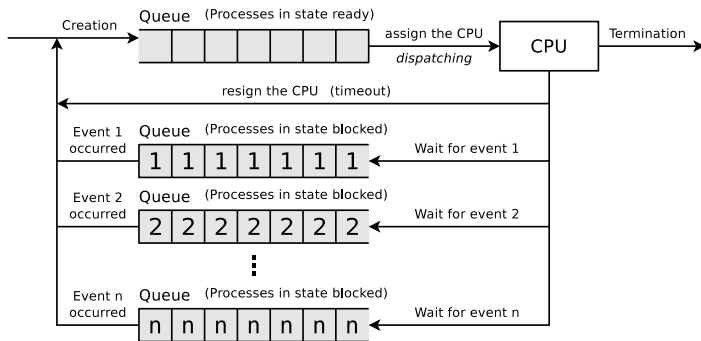 Queue (Processes in state ready)
Creation
assign the CPU
dispatching
CPU
Termination
resign the CPU (timeout)
Event 1
occurred
Queue (Processes in state blocked)
1 1 1 1 1 1 1
Wait for event 1
Event 2
occurred
Queue (Processes in state blocked)
2 2 2 2 2 2 2
Wait for event 2
Event n
occurred
Queue (Processes in state blocked)
n n n n n n n
Wait for event n